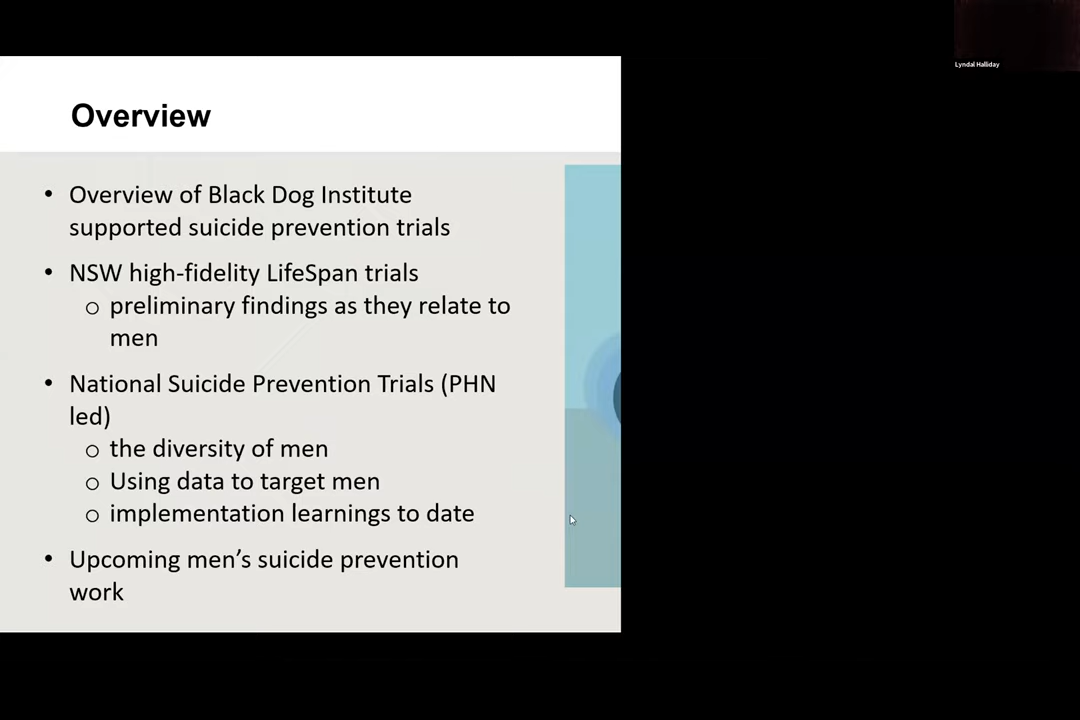 Lyndal Halliday
Overview
• Overview of Black Dog Institute
supported suicide prevention trials
• NSW high-fidelity LifeSpan trials
o preliminary findings as they relate to
men
• National Suicide Prevention Trials (PHN
led)
o the diversity of men
o Using data to target men
o implementation learnings to date
• Upcoming men’s suicide prevention
work